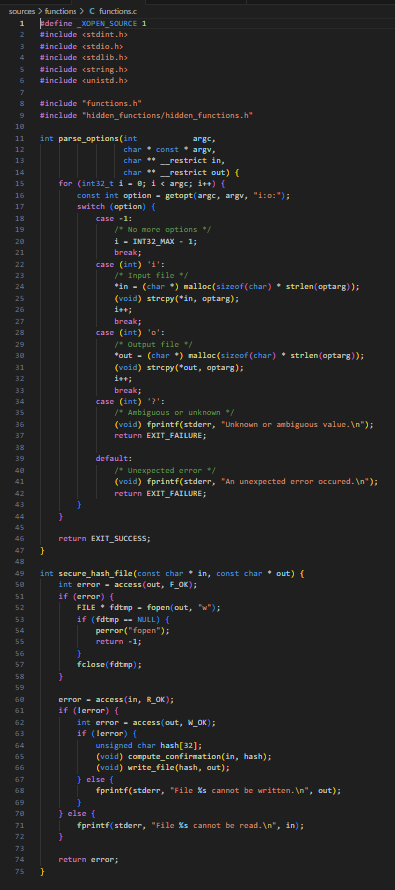 sources > functions > C functions.c
1 #define _XOPEN_SOURCE 1
2 #include <stdint.h>
3 #include <stdio.h>
4 #include <stdlib.h>
5 #include <string.h>
6 #include <unistd.h>
7
8 #include "functions.h"
9 #include "hidden_functions/hidden_functions.h"
10
11 int parse_options(int argc,
12 char * const * argv,
13 char ** __restrict in,
14 char ** __restrict out) {
15 for (int32_t i = 0; i < argc; i++) {
16 const int option = getopt(argc, argv, "i:o:");
17 switch (option) {
18 case -1:
19 /* No more options */
20 i = INT32_MAX - 1;
21 break;
22 case (int) 'i':
23 /* Input file */
24 *in = (char *) malloc(sizeof(char) * strlen(optarg));
25 (void) strcpy(*in, optarg);
26 i++;
27 break;
28 case (int) 'o':
29 /* Output file */
30 *out = (char *) malloc(sizeof(char) * strlen(optarg));
31 (void) strcpy(*out, optarg);
32 i++;
33 break;
34 case (int) '?':
35 /* Ambiguous or unknown */
36 (void) fprintf(stderr, "Unknown or ambiguous value.\n");
37 return EXIT_FAILURE;
38
39 default:
40 /* Unexpected error */
41 (void) fprintf(stderr, "An unexpected error occured.\n");
42 return EXIT_FAILURE;
43 }
44 }
45
46 return EXIT_SUCCESS;
47 }
48
49 int secure_hash_file(const char * in, const char * out) {
50 int error = access(out, F_OK);
51 if (error) {
52 FILE * fdtmp = fopen(out, "w");
53 if (fdtmp == NULL) {
54 perror("fopen");
55 return -1;
56 }
57 fclose(fdtmp);
58 }
59
60 error = access(in, R_OK);
61 if (!error) {
62 int error = access(out, W_OK);
63 if (!error) {
64 unsigned char hash[32];
65 (void) compute_confirmation(in, hash);
66 (void) write_file(hash, out);
67 } else {
68 fprintf(stderr, "File %s cannot be written.\n", out);
69 }
70 } else {
71 fprintf(stderr, "File %s cannot be read.\n", in);
72 }
73
74 return error;
75 }